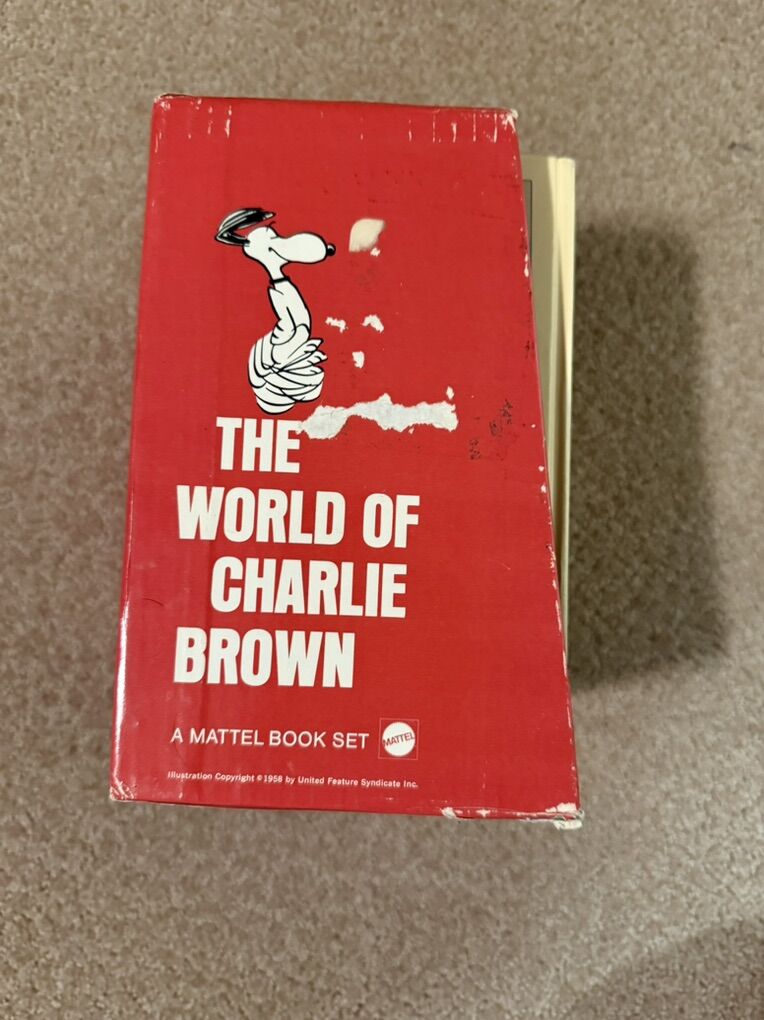 THE
WORLD OF
CHARLIE
BROWN
A MATTEL BOOK SET MATTEL
Illustration Copyright © 1958 by United Feature Syndicate Inc.